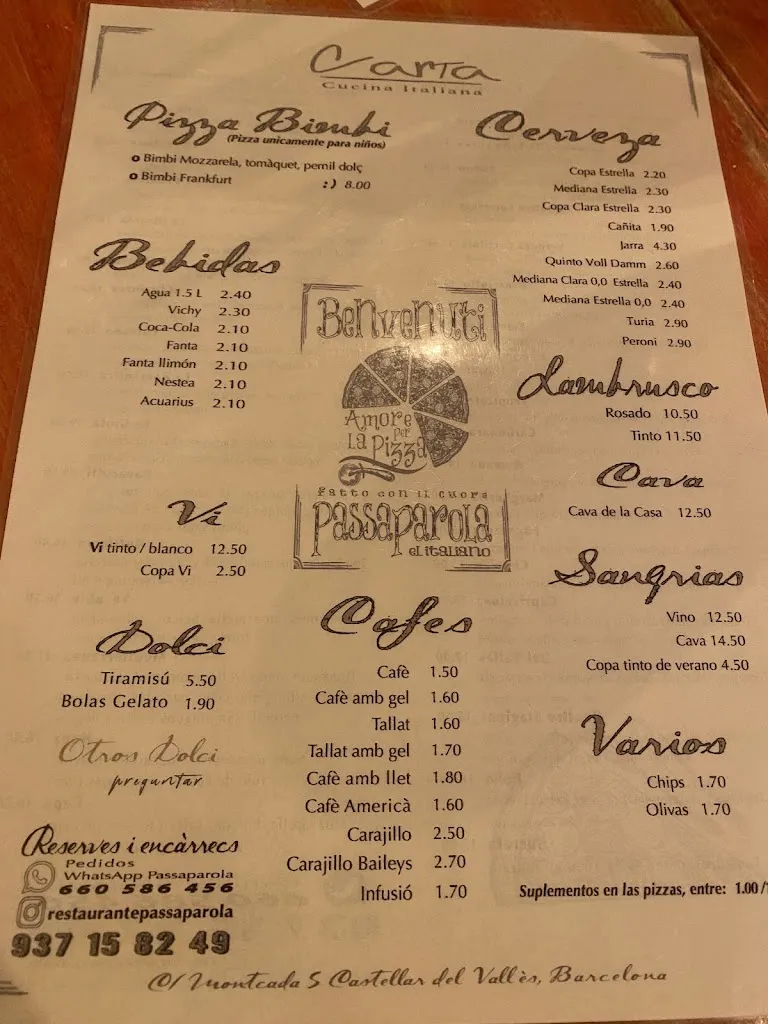 Carta
Cucina Italiana
Pizza Bimbi
(Pizza unicamente para niños)
Bimbi Mozzarela, tomàquet, pernil dolç
Bimbi Frankfurt :) 8.00
Bebidas
Agua 1.5 L 2.40
Vichy 2.30
Coca-Cola 2.10
Fanta 2.10
Fanta llimón 2.10
Nestea 2.10
Acuarius 2.10
Vi
Vi tinto / blanco 12.50
Copa Vi 2.50
Dolci
Tiramisú 5.50
Bolas Gelato 1.90
Otros Dolci
preguntar
Reserves i encàrrecs
Pedidos
WhatsApp Passaparola
660 586 456
restaurantepassaparola
937 15 82 49
Benvenuti
Amore
per
La Pizza
fatto con il cuore
Passaparola
el italiano
Cafes
Cafè 1.50
Cafè amb gel 1.60
Tallat 1.60
Tallat amb gel 1.70
Cafè amb llet 1.80
Cafè Americà 1.60
Carajillo 2.50
Carajillo Baileys 2.70
Infusió 1.70
Cerveza
Copa Estrella 2.20
Mediana Estrella 2.30
Copa Clara Estrella 2.30
Cañita 1.90
Jarra 4.30
Quinto Voll Damm 2.60
Mediana Clara 0,0 Estrella 2.40
Mediana Estrella 0,0 2.40
Turia 2.90
Peroni 2.90
Lambrusco
Rosado 10.50
Tinto 11.50
Cava
Cava de la Casa 12.50
Sangrias
Vino 12.50
Cava 14.50
Copa tinto de verano 4.50
Varios
Chips 1.70
Olivas 1.70
Suplementos en las pizzas, entre: 1.00 /
C/ Montcada 5 Castellar del Vallès, Barcelona